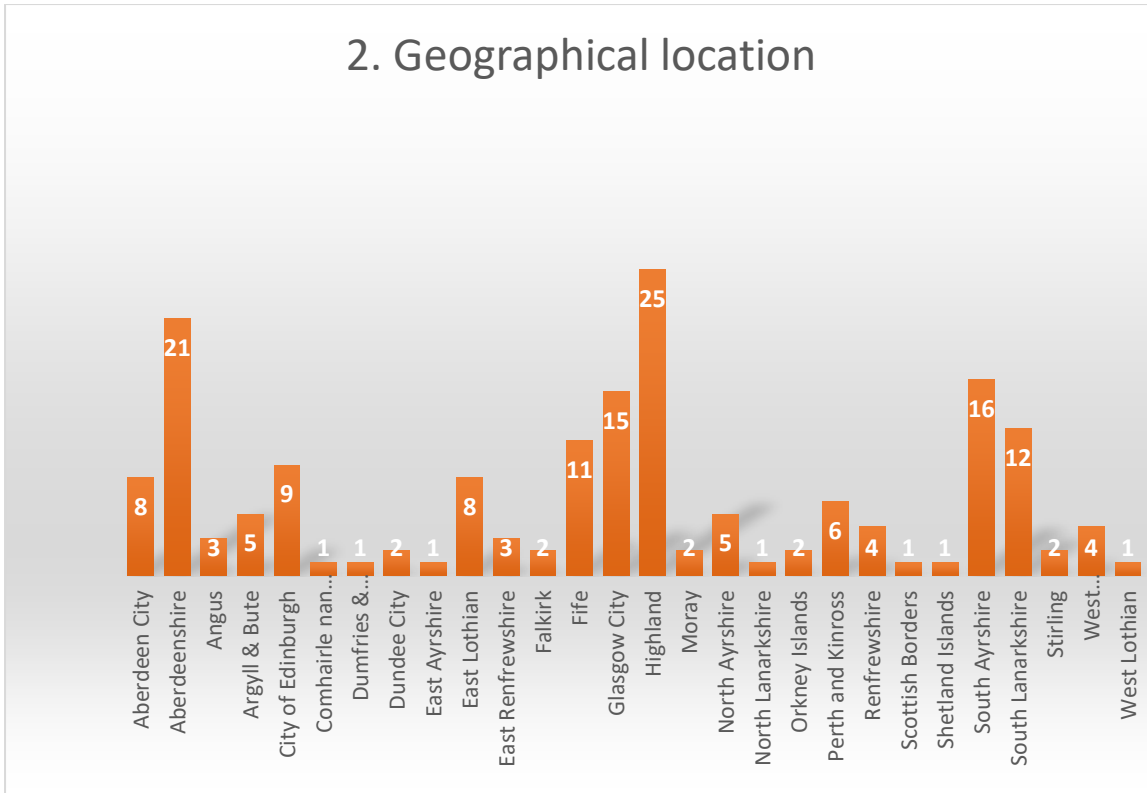 2. Geographical location
8
21
3
5
9
1
1
2
1
8
3
2
11
15
25
2
5
1
2
6
4
1
1
16
12
2
4
1
Aberdeen City
Aberdeenshire
Angus
Argyll & Bute
City of Edinburgh
Comhairle nan…
Dumfries &…
Dundee City
East Ayrshire
East Lothian
East Renfrewshire
Falkirk
Fife
Glasgow City
Highland
Moray
North Ayrshire
North Lanarkshire
Orkney Islands
Perth and Kinross
Renfrewshire
Scottish Borders
Shetland Islands
South Ayrshire
South Lanarkshire
Stirling
West…
West Lothian